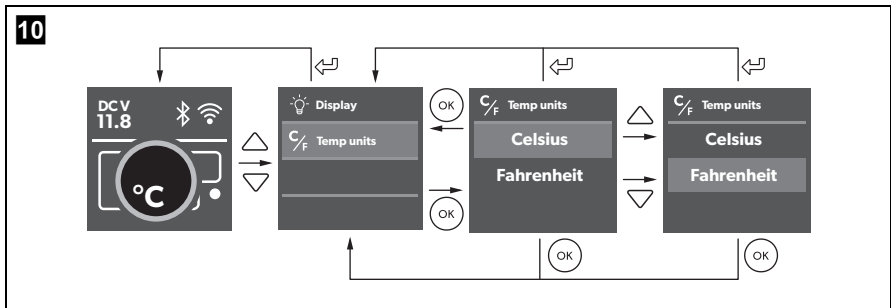 10
DC V
11.8
°C
Display
C/F Temp units
OK
OK
C/F Temp units
Celsius
Fahrenheit
C/F Temp units
Celsius
Fahrenheit
OK
OK